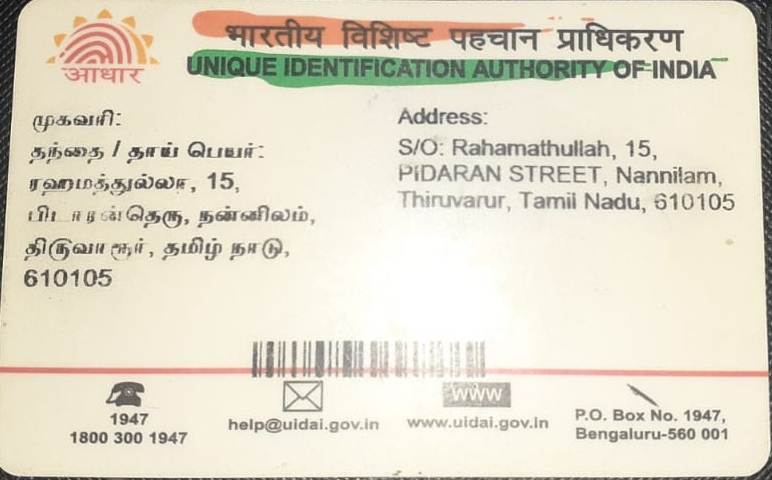 भारतीय विशिष्ट पहचान प्राधिकरण
UNIQUE IDENTIFICATION AUTHORITY OF INDIA
आधार
முகவரி:
தந்தை / தாய் பெயர்:
ரஹமத்துல்லா, 15,
பிடாரன்தெரு, நன்னிலம்,
திருவாரூர், தமிழ் நாடு,
610105
Address:
S/O: Rahamathullah, 15,
PIDARAN STREET, Nannilam,
Thiruvarur, Tamil Nadu, 610105
1947
1800 300 1947
help@uidai.gov.in
www
www.uidai.gov.in
P.O. Box No. 1947,
Bengaluru-560 001